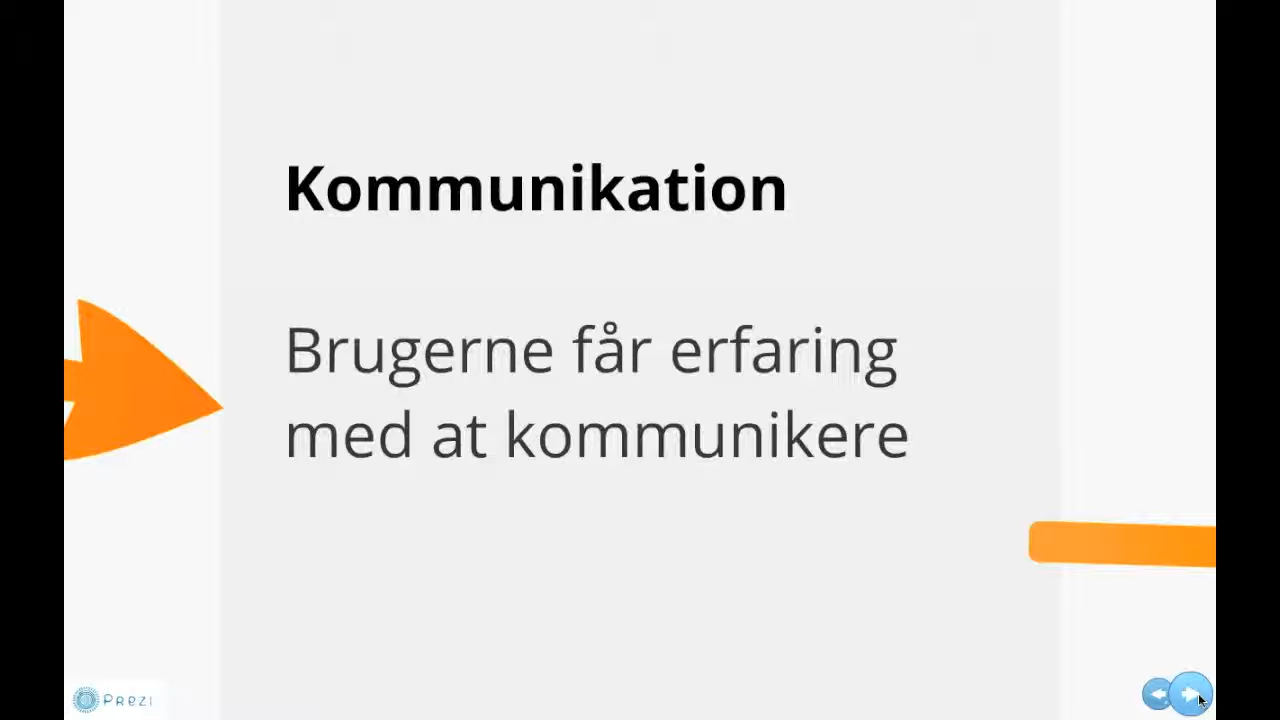 Kommunikation
Brugerne får erfaring
med at kommunikere
Prezi